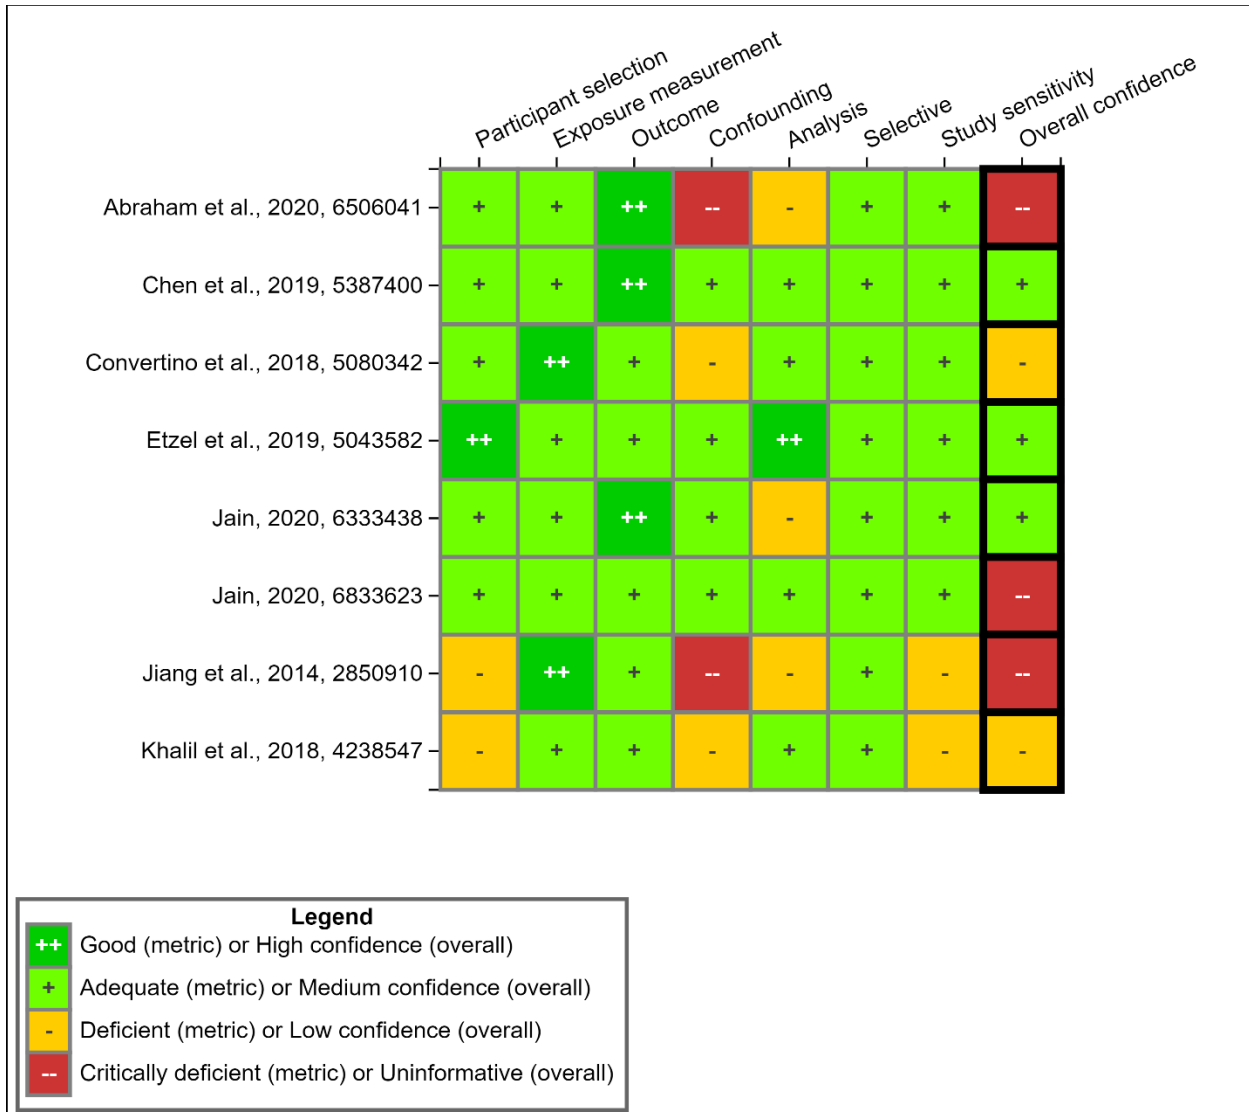 Participant selection
Exposure measurement
Outcome
Confounding
Analysis
Selective
Study sensitivity
Overall confidence
Abraham et al., 2020, 6506041 + + ++ -- - + + --
Chen et al., 2019, 5387400 + + ++ + + + + +
Convertino et al., 2018, 5080342 + ++ + - + + + -
Etzel et al., 2019, 5043582 ++ + + + ++ + + +
Jain, 2020, 6333438 + + ++ + - + + +
Jain, 2020, 6833623 + + + + + + + --
Jiang et al., 2014, 2850910 - ++ + -- - + - --
Khalil et al., 2018, 4238547 - + + - + + - -
Legend
++ Good (metric) or High confidence (overall)
+ Adequate (metric) or Medium confidence (overall)
- Deficient (metric) or Low confidence (overall)
-- Critically deficient (metric) or Uninformative (overall)